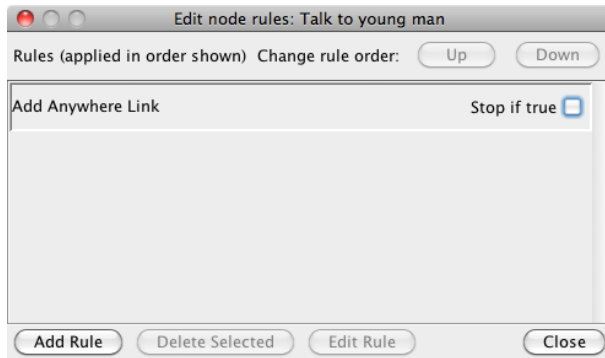 Edit node rules: Talk to young man
Rules (applied in order shown) Change rule order: Up Down
Add Anywhere Link Stop if true
Add Rule Delete Selected Edit Rule Close